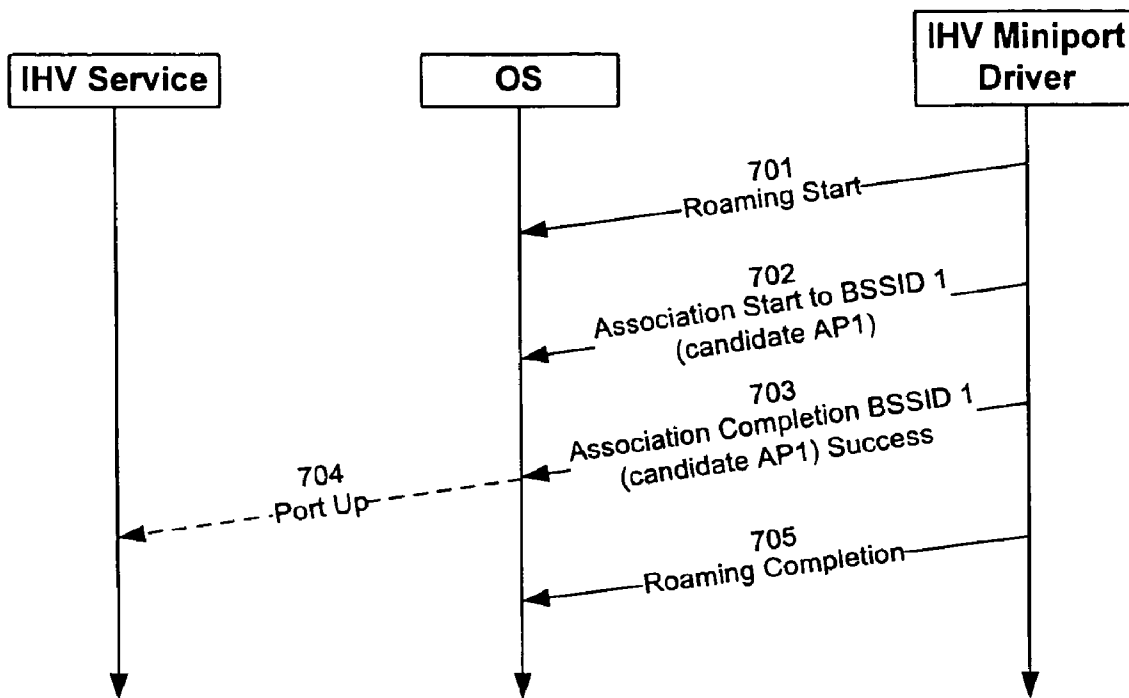 IHV Service
OS
IHV Miniport
Driver
701
Roaming Start
702
Association Start to BSSID 1
(candidate AP1)
703
Association Completion BSSID 1
(candidate AP1) Success
704
Port Up
705
Roaming Completion